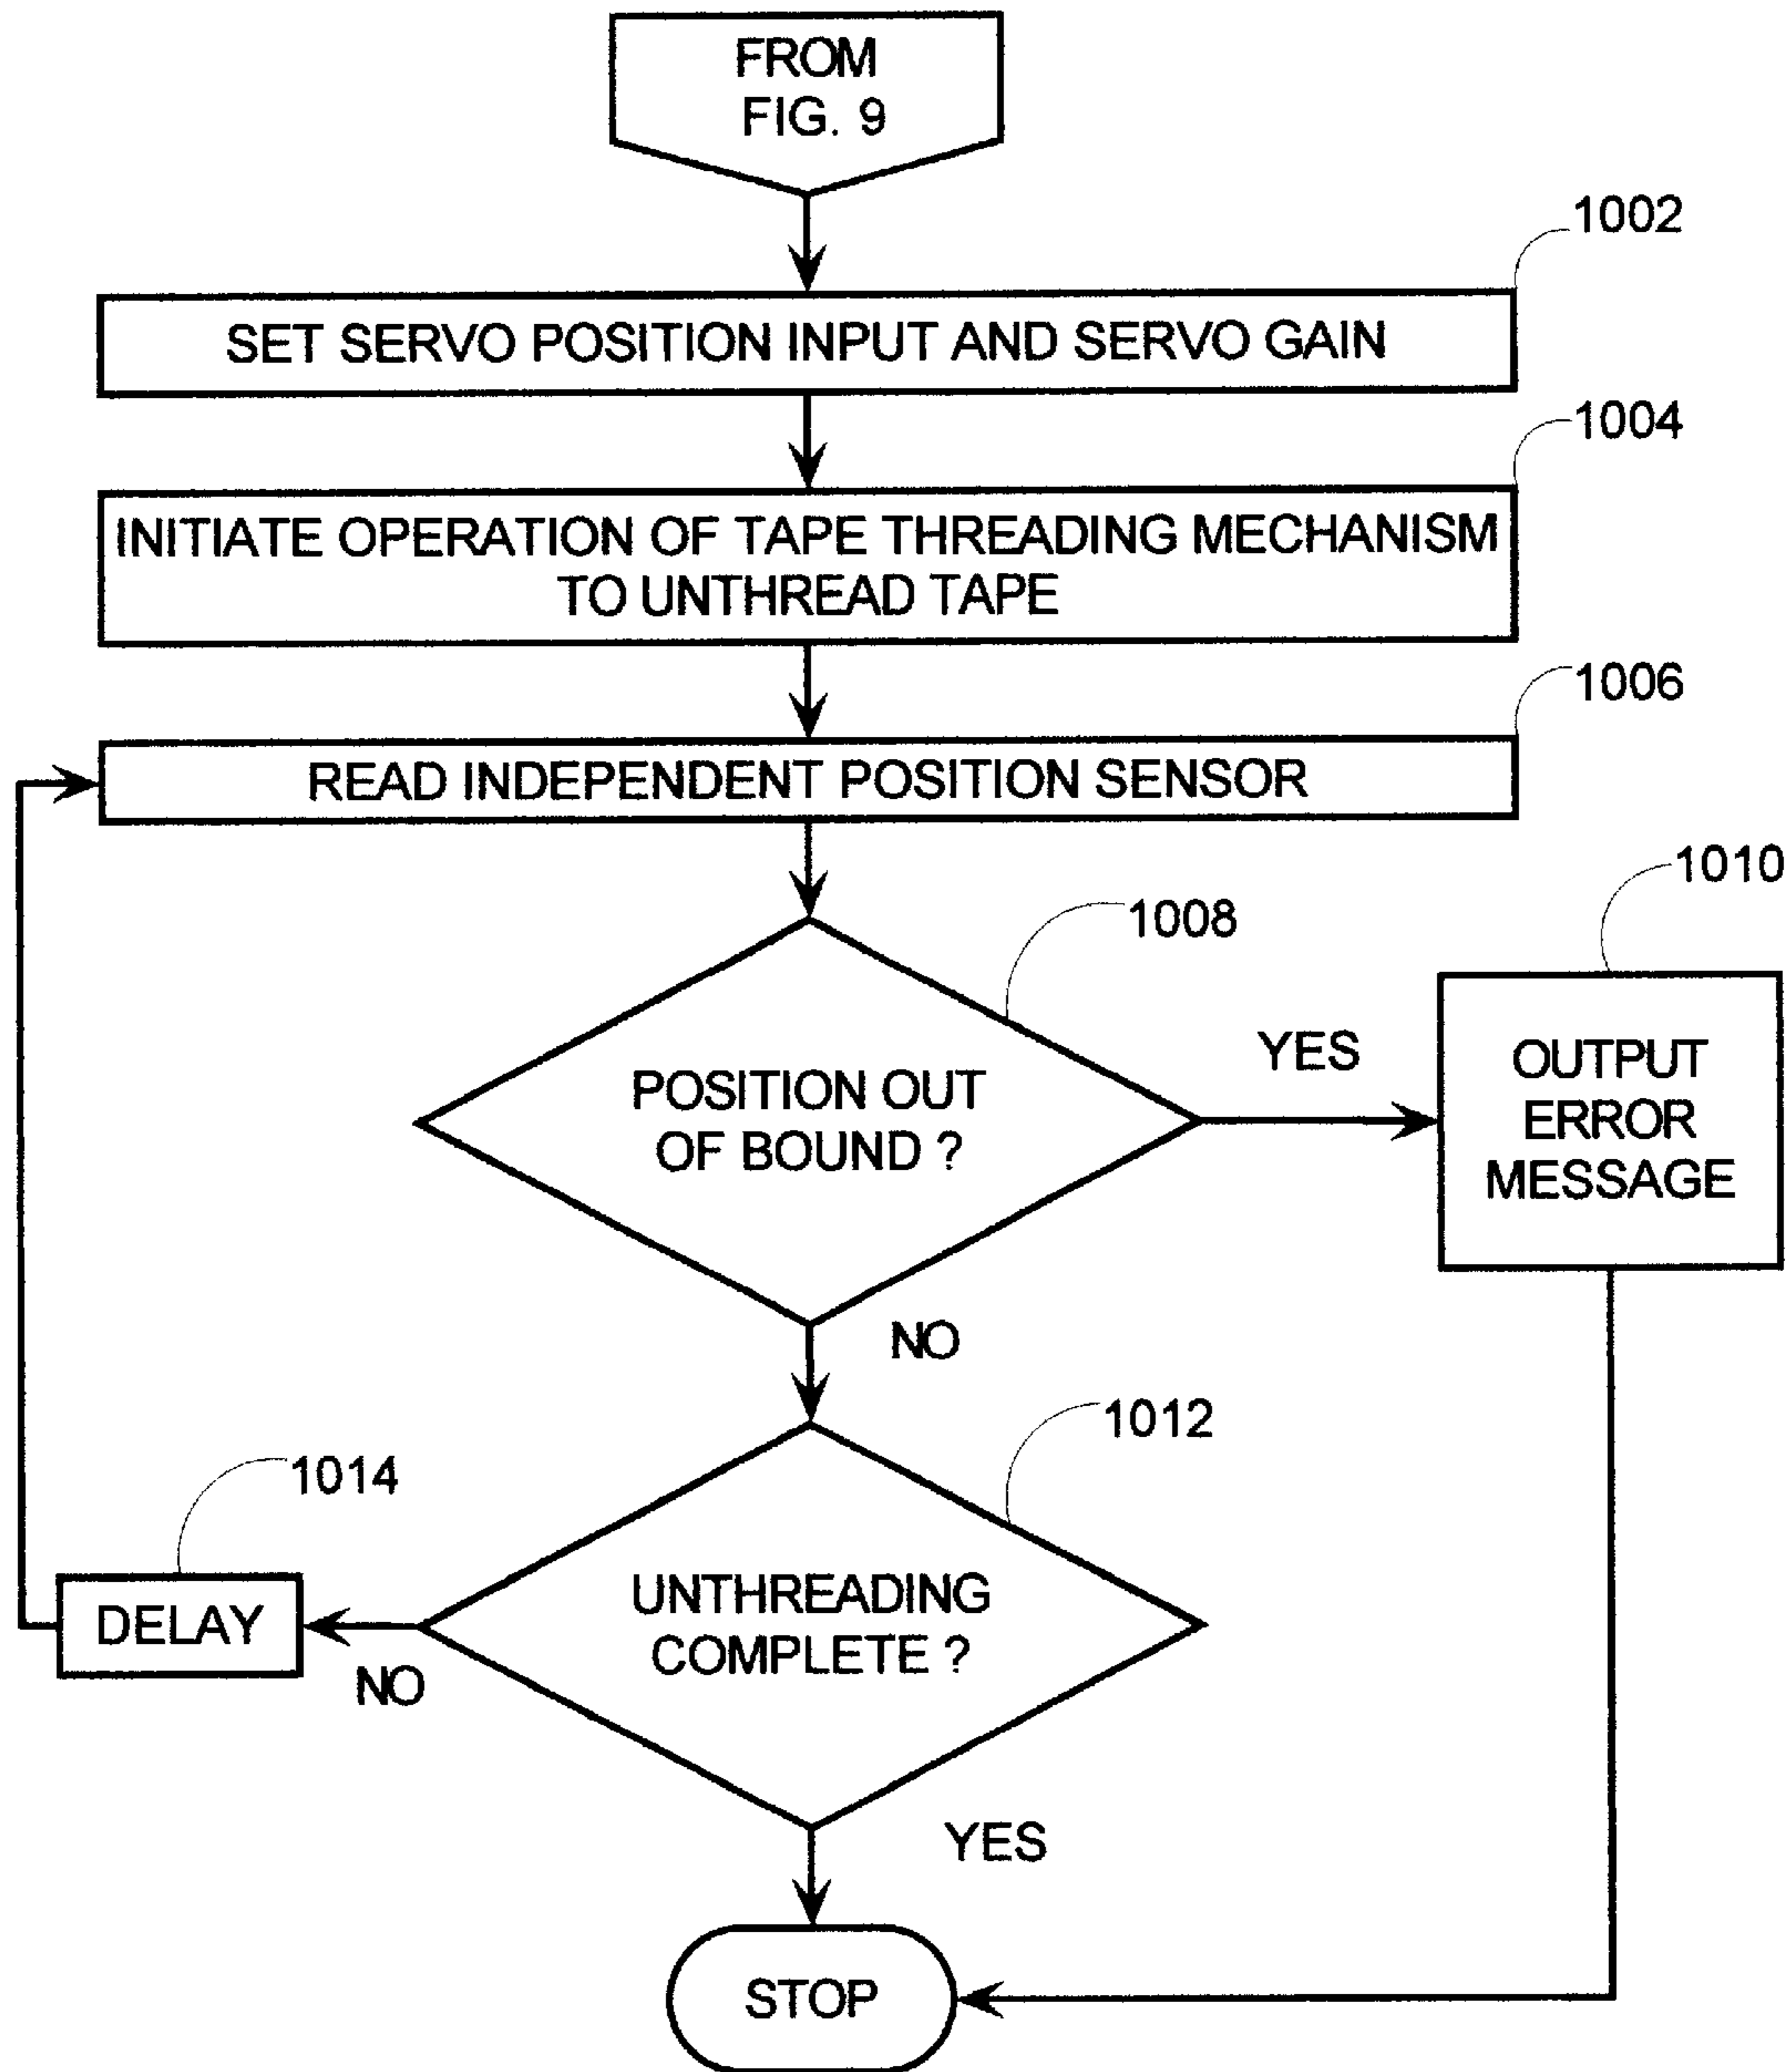 FROM
FIG. 9
1002
SET SERVO POSITION INPUT AND SERVO GAIN
1004
INITIATE OPERATION OF TAPE THREADING MECHANISM
TO UNTHREAD TAPE
1006
READ INDEPENDENT POSITION SENSOR
1008
1010
POSITION OUT
OF BOUND ?
YES
OUTPUT
ERROR
MESSAGE
NO
1012
1014
UNTHREADING
COMPLETE ?
DELAY
NO
YES
STOP